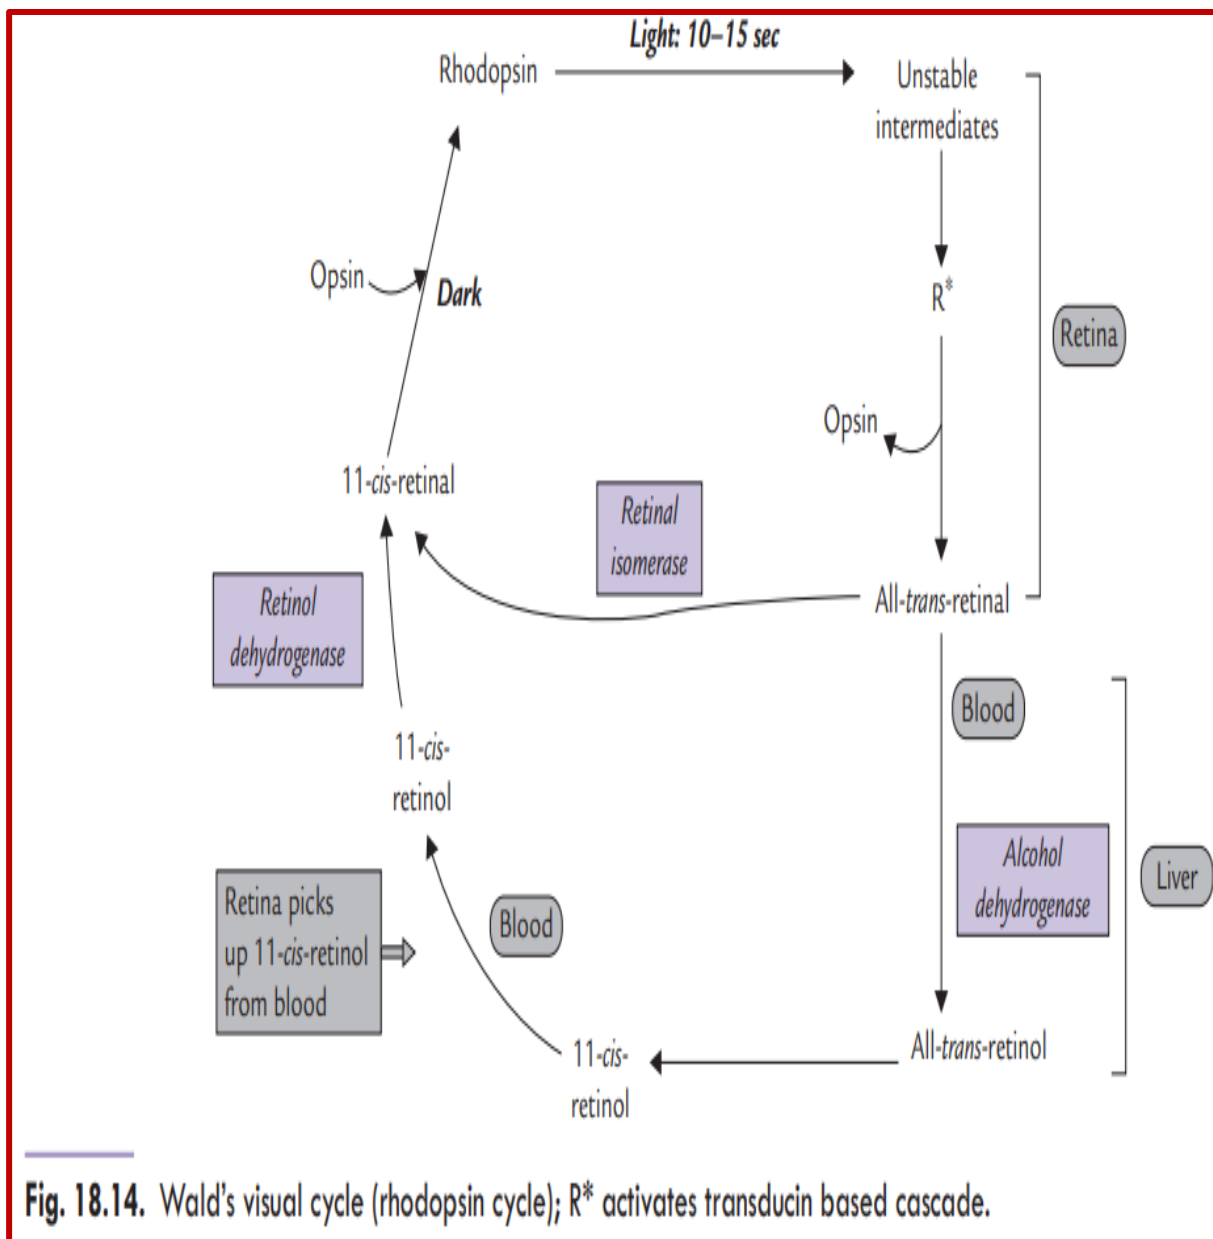 Light: 10–15 sec
Rhodopsin
Unstable
intermediates
Opsin
Dark
R*
Retina
Opsin
11-cis-retinal
Retinal
isomerase
All-trans-retinal
Retinol
dehydrogenase
Blood
11-cis-
retinol
Alcohol
dehydrogenase
Liver
Retina picks
up 11-cis-retinol
from blood
Blood
11-cis-
retinol
All-trans-retinol
Fig. 18.14. Wald's visual cycle (rhodopsin cycle); R* activates transducin based cascade.